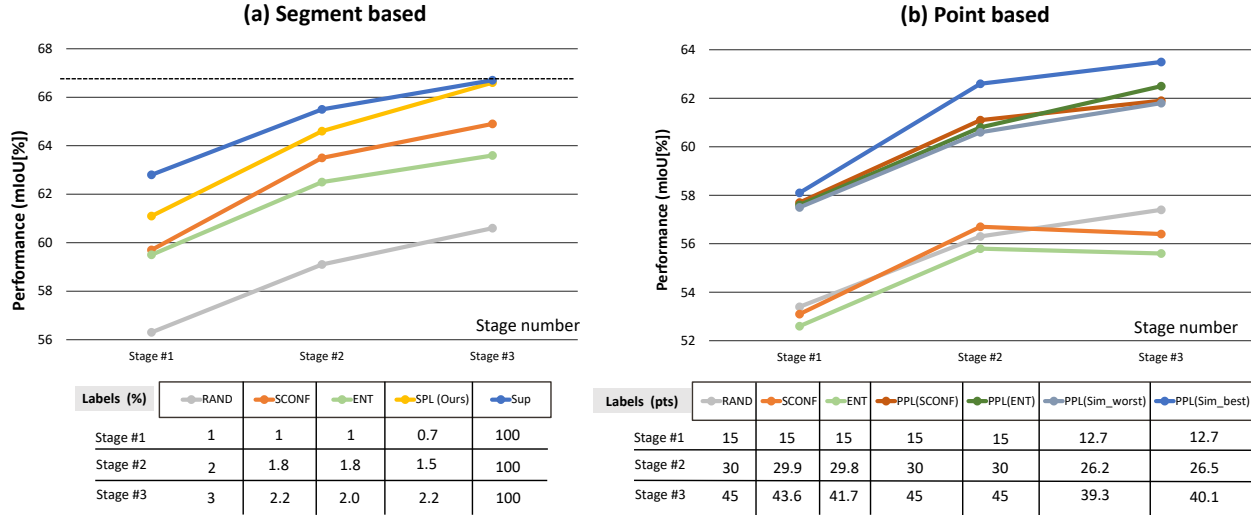 (a) Segment based
68
66
64
62
60
58
56
Performance (mIoU[%])
Stage number
Stage #1 Stage #2 Stage #3
Labels (%) RAND SCONF ENT SPL (Ours) Sup
Stage #1 1 1 1 0.7 100
Stage #2 2 1.8 1.8 1.5 100
Stage #3 3 2.2 2.0 2.2 100
(b) Point based
64
62
60
58
56
54
52
Performance (mIoU[%])
Stage number
Stage #1 Stage #2 Stage #3
Labels (pts) RAND SCONF ENT PPL(SCONF) PPL(ENT) PPL(Sim_worst) PPL(Sim_best)
Stage #1 15 15 15 15 15 12.7 12.7
Stage #2 30 29.9 29.8 30 30 26.2 26.5
Stage #3 45 43.6 41.7 45 45 39.3 40.1